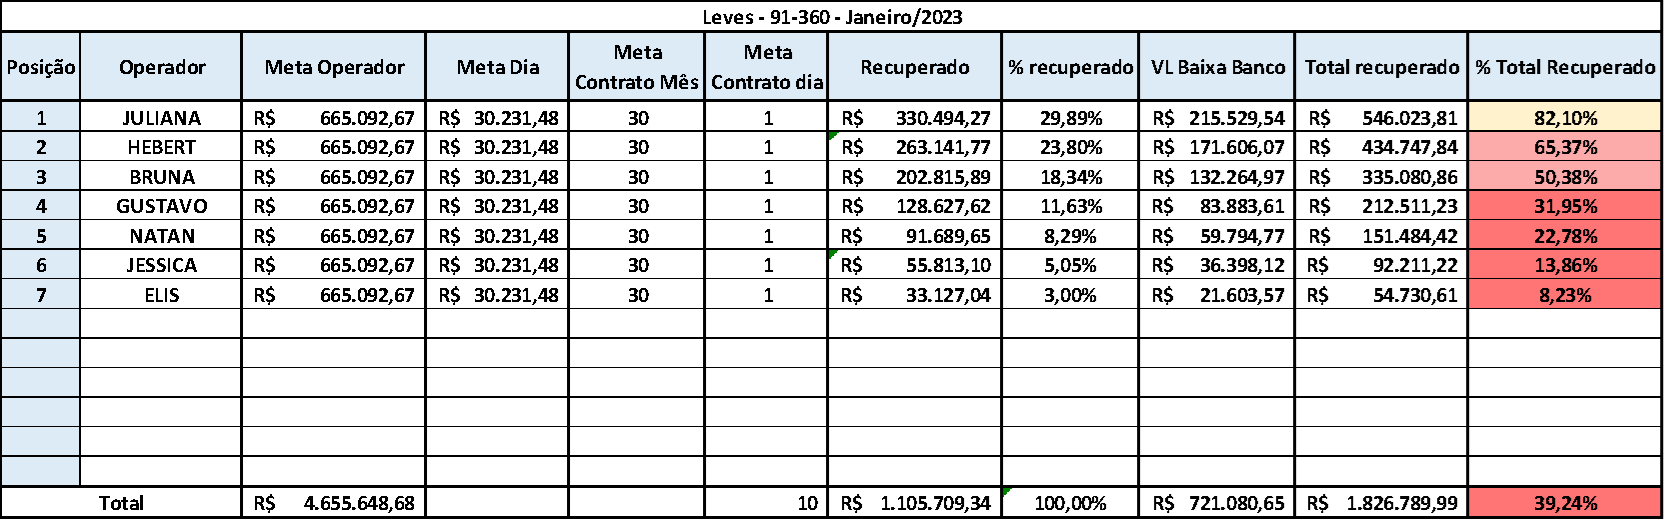 Leves - 91-360 - Janeiro/2023
Posição Operador Meta Operador Meta Dia Meta Contrato Mês Meta Contrato dia Recuperado % recuperado VL Baixa Banco Total recuperado % Total Recuperado
1 JULIANA R$ 665.092,67 R$ 30.231,48 30 1 R$ 330.494,27 29,89% R$ 215.529,54 R$ 546.023,81 82,10%
2 HEBERT R$ 665.092,67 R$ 30.231,48 30 1 R$ 263.141,77 23,80% R$ 171.606,07 R$ 434.747,84 65,37%
3 BRUNA R$ 665.092,67 R$ 30.231,48 30 1 R$ 202.815,89 18,34% R$ 132.264,97 R$ 335.080,86 50,38%
4 GUSTAVO R$ 665.092,67 R$ 30.231,48 30 1 R$ 128.627,62 11,63% R$ 83.883,61 R$ 212.511,23 31,95%
5 NATAN R$ 665.092,67 R$ 30.231,48 30 1 R$ 91.689,65 8,29% R$ 59.794,77 R$ 151.484,42 22,78%
6 JESSICA R$ 665.092,67 R$ 30.231,48 30 1 R$ 55.813,10 5,05% R$ 36.398,12 R$ 92.211,22 13,86%
7 ELIS R$ 665.092,67 R$ 30.231,48 30 1 R$ 33.127,04 3,00% R$ 21.603,57 R$ 54.730,61 8,23%
Total R$ 4.655.648,68 10 R$ 1.105.709,34 100,00% R$ 721.080,65 R$ 1.826.789,99 39,24%